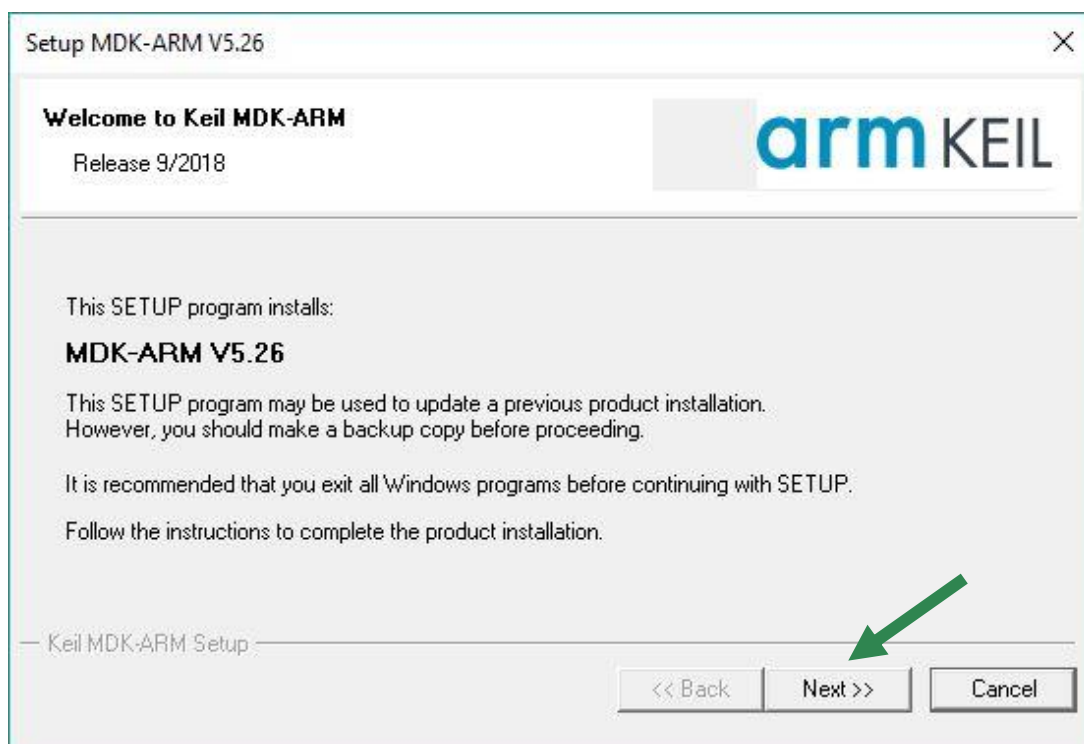 Setup MDK-ARM V5.26
Welcome to Keil MDK-ARM
Release 9/2018
arm KEIL
This SETUP program installs:
MDK-ARM V5.26
This SETUP program may be used to update a previous product installation.
However, you should make a backup copy before proceeding.
It is recommended that you exit all Windows programs before continuing with SETUP.
Follow the instructions to complete the product installation.
Keil MDK-ARM Setup
<< Back
Next >>
Cancel